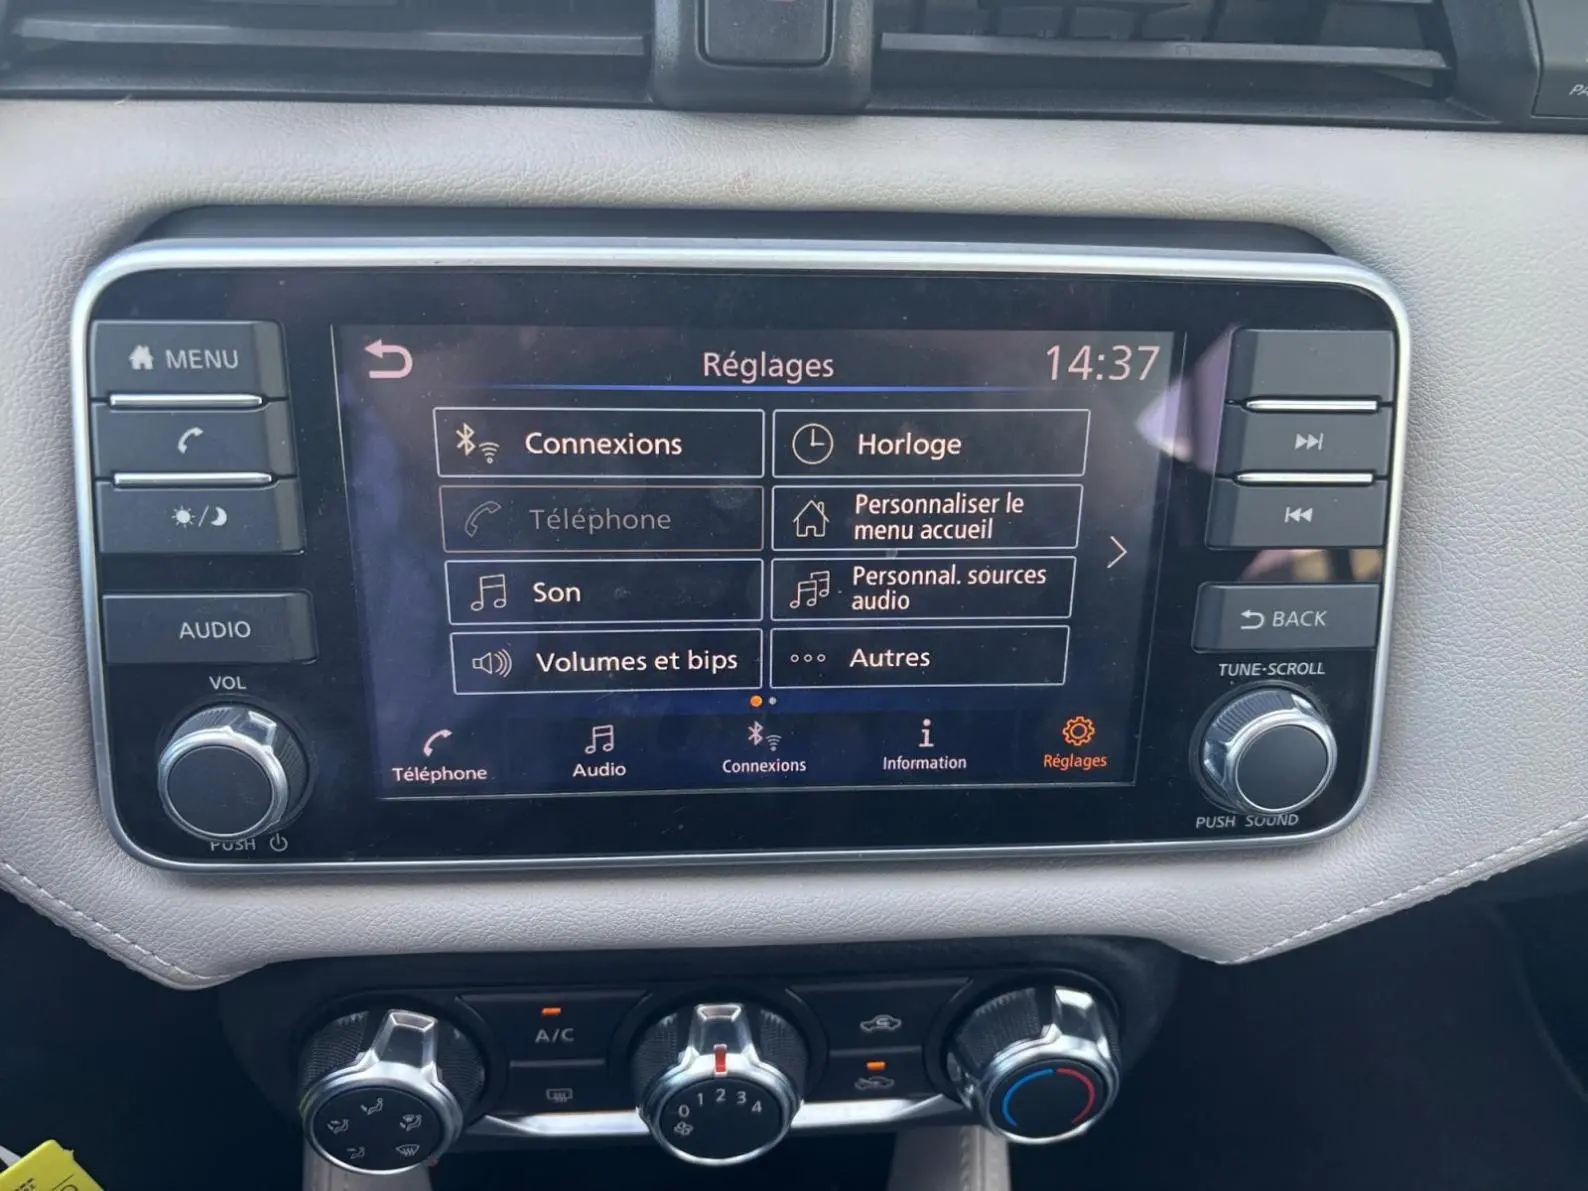 MENU
AUDIO
VOL
PUSH
Réglages
14:37
Connexions
Horloge
Téléphone
Personnaliser le
menu accueil
Son
Personnal. sources
audio
Volumes et bips
Autres
Téléphone
Audio
Connexions
Information
Réglages
BACK
TUNE·SCROLL
PUSH SOUND
A/C
0 1 2 3 4